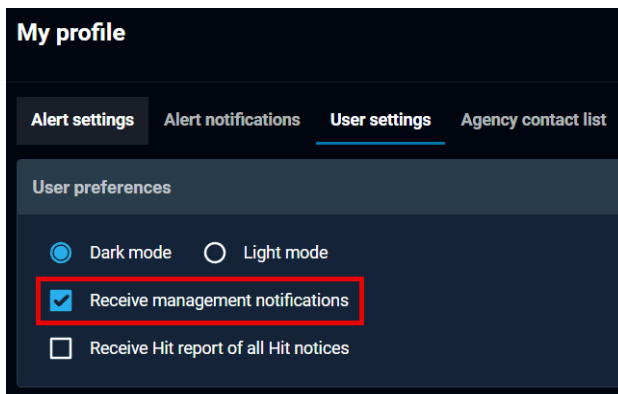 My profile
Alert settings Alert notifications User settings Agency contact list
User preferences
Dark mode Light mode
Receive management notifications
Receive Hit report of all Hit notices